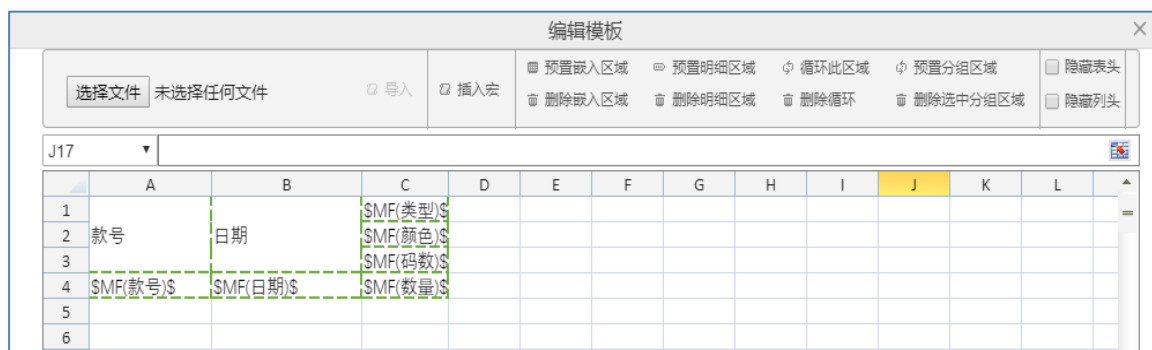 编辑模板
选择文件 未选择任何文件 导入 插入宏 预置嵌入区域 预置明细区域 循环此区域 预置分组区域 隐藏表头
删除嵌入区域 删除明细区域 删除循环 删除选中分组区域 隐藏列头
J17
A B C D E F G H I J K L
1 $MF(类型)$
2 款号 日期 $MF(颜色)$
3 $MF(码数)$
4 $MF(款号)$ $MF(日期)$ $MF(数量)$
5
6